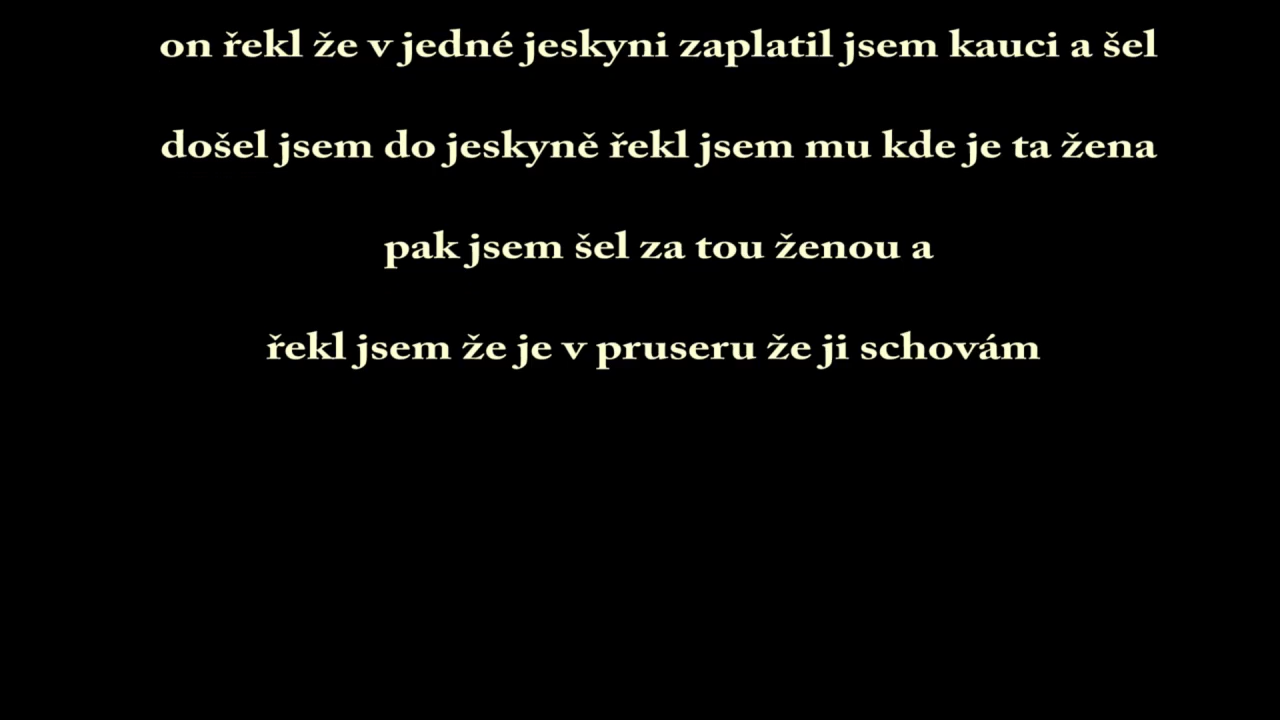 on řekl že v jedné jeskyni zaplatil jsem kauci a šel
došel jsem do jeskyně řekl jsem mu kde je ta žena
pak jsem šel za tou ženou a
řekl jsem že je v pruseru že ji schovám